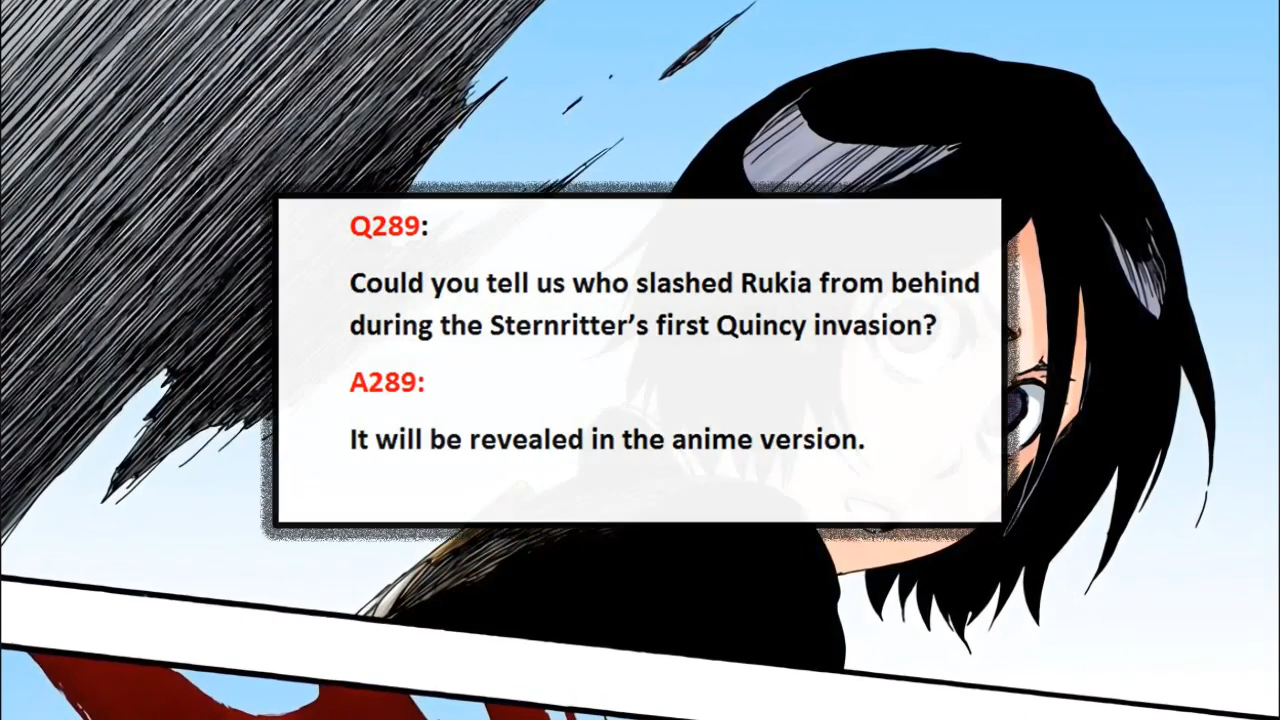 Q289:
Could you tell us who slashed Rukia from behind
during the Sternritter’s first Quincy invasion?
A289:
It will be revealed in the anime version.